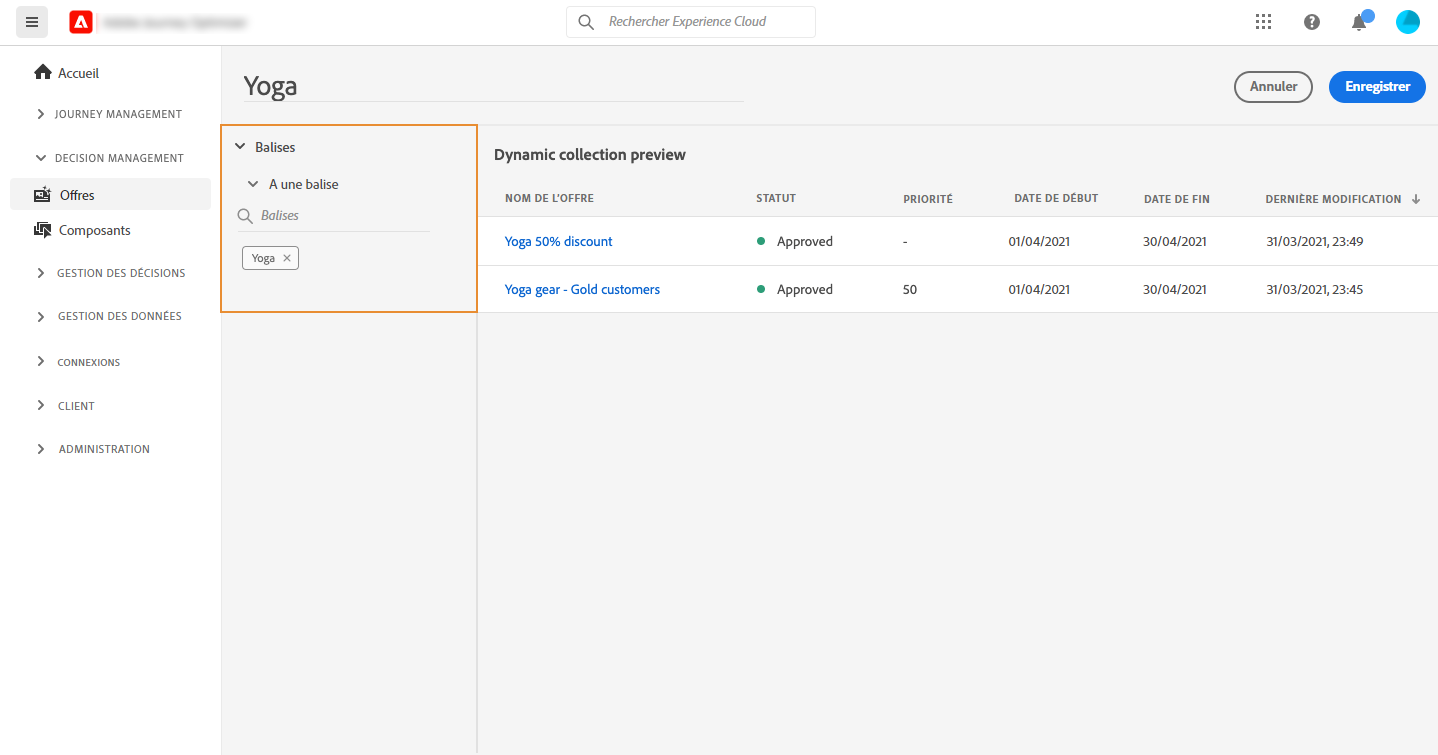 Rechercher Experience Cloud
Accueil
JOURNEY MANAGEMENT
DECISION MANAGEMENT
Offres
Composants
GESTION DES DÉCISIONS
GESTION DES DONNÉES
CONNEXIONS
CLIENT
ADMINISTRATION
Yoga
Annuler
Enregistrer
Balises
A une balise
Balises
Yoga
Dynamic collection preview
NOM DE L'OFFRE STATUT PRIORITÉ DATE DE DÉBUT DATE DE FIN DERNIÈRE MODIFICATION
Yoga 50% discount Approved - 01/04/2021 30/04/2021 31/03/2021, 23:49
Yoga gear - Gold customers Approved 50 01/04/2021 30/04/2021 31/03/2021, 23:45